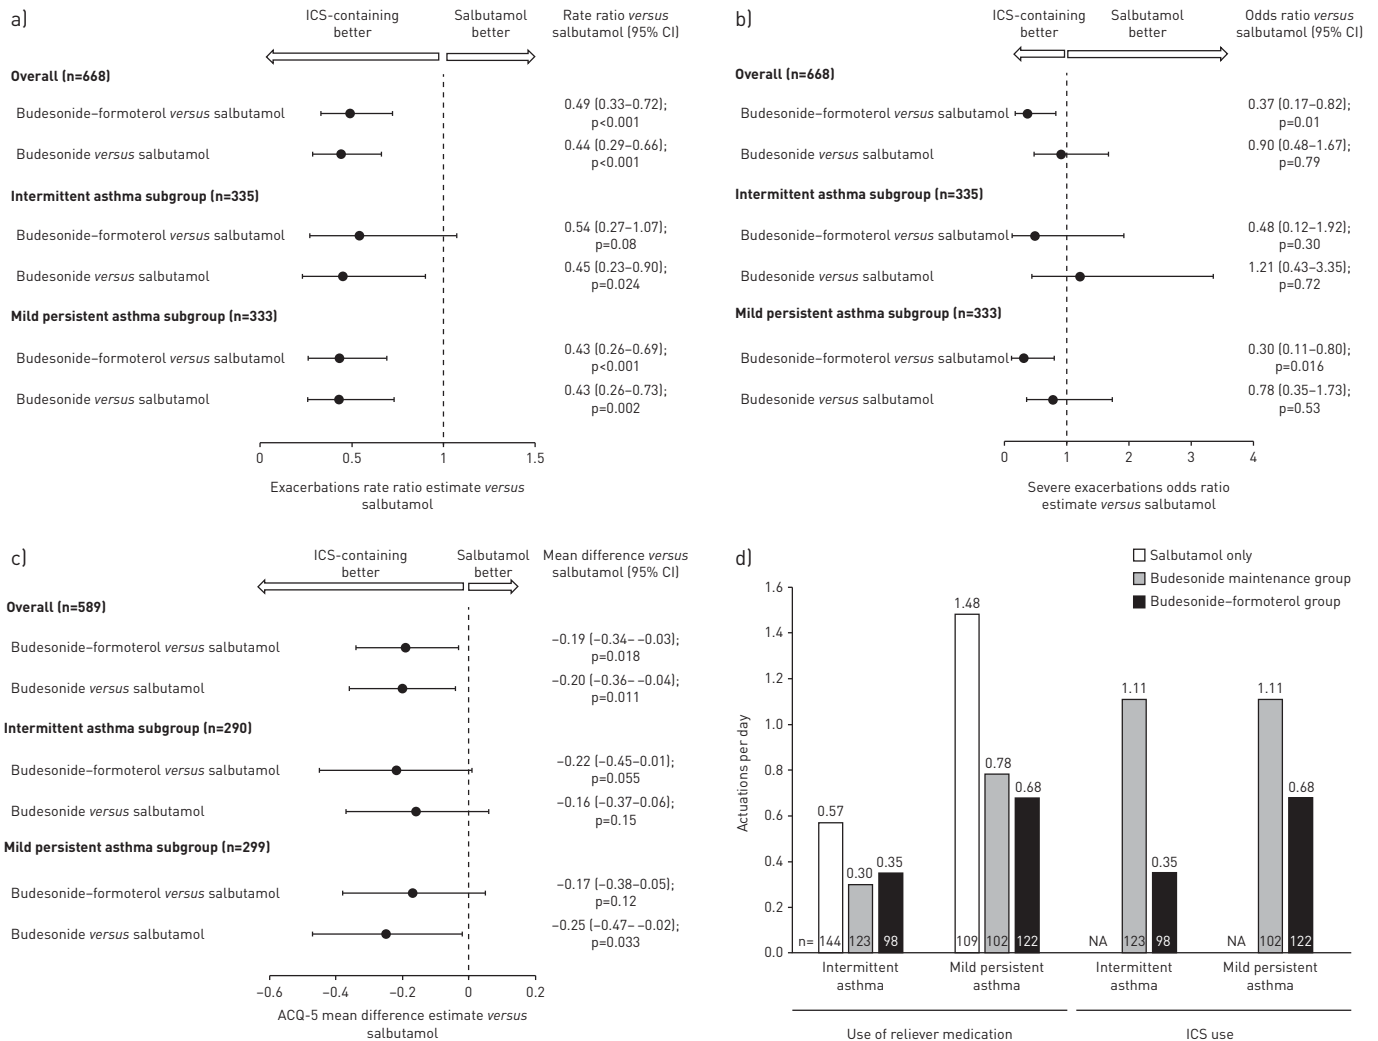 a)
ICS-containing
better
Salbutamol
better
Rate ratio versus
salbutamol (95% CI)
Overall (n=668)
Budesonide–formoterol versus salbutamol
0.49 (0.33–0.72);
p<0.001
Budesonide versus salbutamol
0.44 (0.29–0.66);
p<0.001
Intermittent asthma subgroup (n=335)
Budesonide–formoterol versus salbutamol
0.54 (0.27–1.07);
p=0.08
Budesonide versus salbutamol
0.45 (0.23–0.90);
p=0.024
Mild persistent asthma subgroup (n=333)
Budesonide–formoterol versus salbutamol
0.43 (0.26–0.69);
p<0.001
Budesonide versus salbutamol
0.43 (0.26–0.73);
p=0.002
0 0.5 1 1.5
Exacerbations rate ratio estimate versus
salbutamol
b)
ICS-containing
better
Salbutamol
better
Odds ratio versus
salbutamol (95% CI)
Overall (n=668)
Budesonide–formoterol versus salbutamol
0.37 (0.17–0.82);
p=0.01
Budesonide versus salbutamol
0.90 (0.48–1.67);
p=0.79
Intermittent asthma subgroup (n=335)
Budesonide–formoterol versus salbutamol
0.48 (0.12–1.92);
p=0.30
Budesonide versus salbutamol
1.21 (0.43–3.35);
p=0.72
Mild persistent asthma subgroup (n=333)
Budesonide–formoterol versus salbutamol
0.30 (0.11–0.80);
p=0.016
Budesonide versus salbutamol
0.78 (0.35–1.73);
p=0.53
0 1 2 3 4
Severe exacerbations odds ratio
estimate versus salbutamol
c)
ICS-containing
better
Salbutamol
better
Mean difference versus
salbutamol (95% CI)
Overall (n=589)
Budesonide–formoterol versus salbutamol
−0.19 (−0.34– −0.03);
p=0.018
Budesonide versus salbutamol
−0.20 (−0.36– −0.04);
p=0.011
Intermittent asthma subgroup (n=290)
Budesonide–formoterol versus salbutamol
−0.22 (−0.45–0.01);
p=0.055
Budesonide versus salbutamol
−0.16 (−0.37–0.06);
p=0.15
Mild persistent asthma subgroup (n=299)
Budesonide–formoterol versus salbutamol
−0.17 (−0.38–0.05);
p=0.12
Budesonide versus salbutamol
−0.25 (−0.47– −0.02);
p=0.033
−0.6 −0.4 −0.2 0 0.2
ACQ-5 mean difference estimate versus
salbutamol
d)
Salbutamol only
Budesonide maintenance group
Budesonide–formoterol group
Actuations per day
1.6
1.4
1.2
1.0
0.8
0.6
0.4
0.2
0.0
0.57 0.30 0.35
1.48 0.78 0.68
1.11 0.35
1.11 0.68
n= 144 123 98 109 102 122 NA 123 98 NA 102 122
Intermittent
asthma
Mild persistent
asthma
Intermittent
asthma
Mild persistent
asthma
Use of reliever medication
ICS use